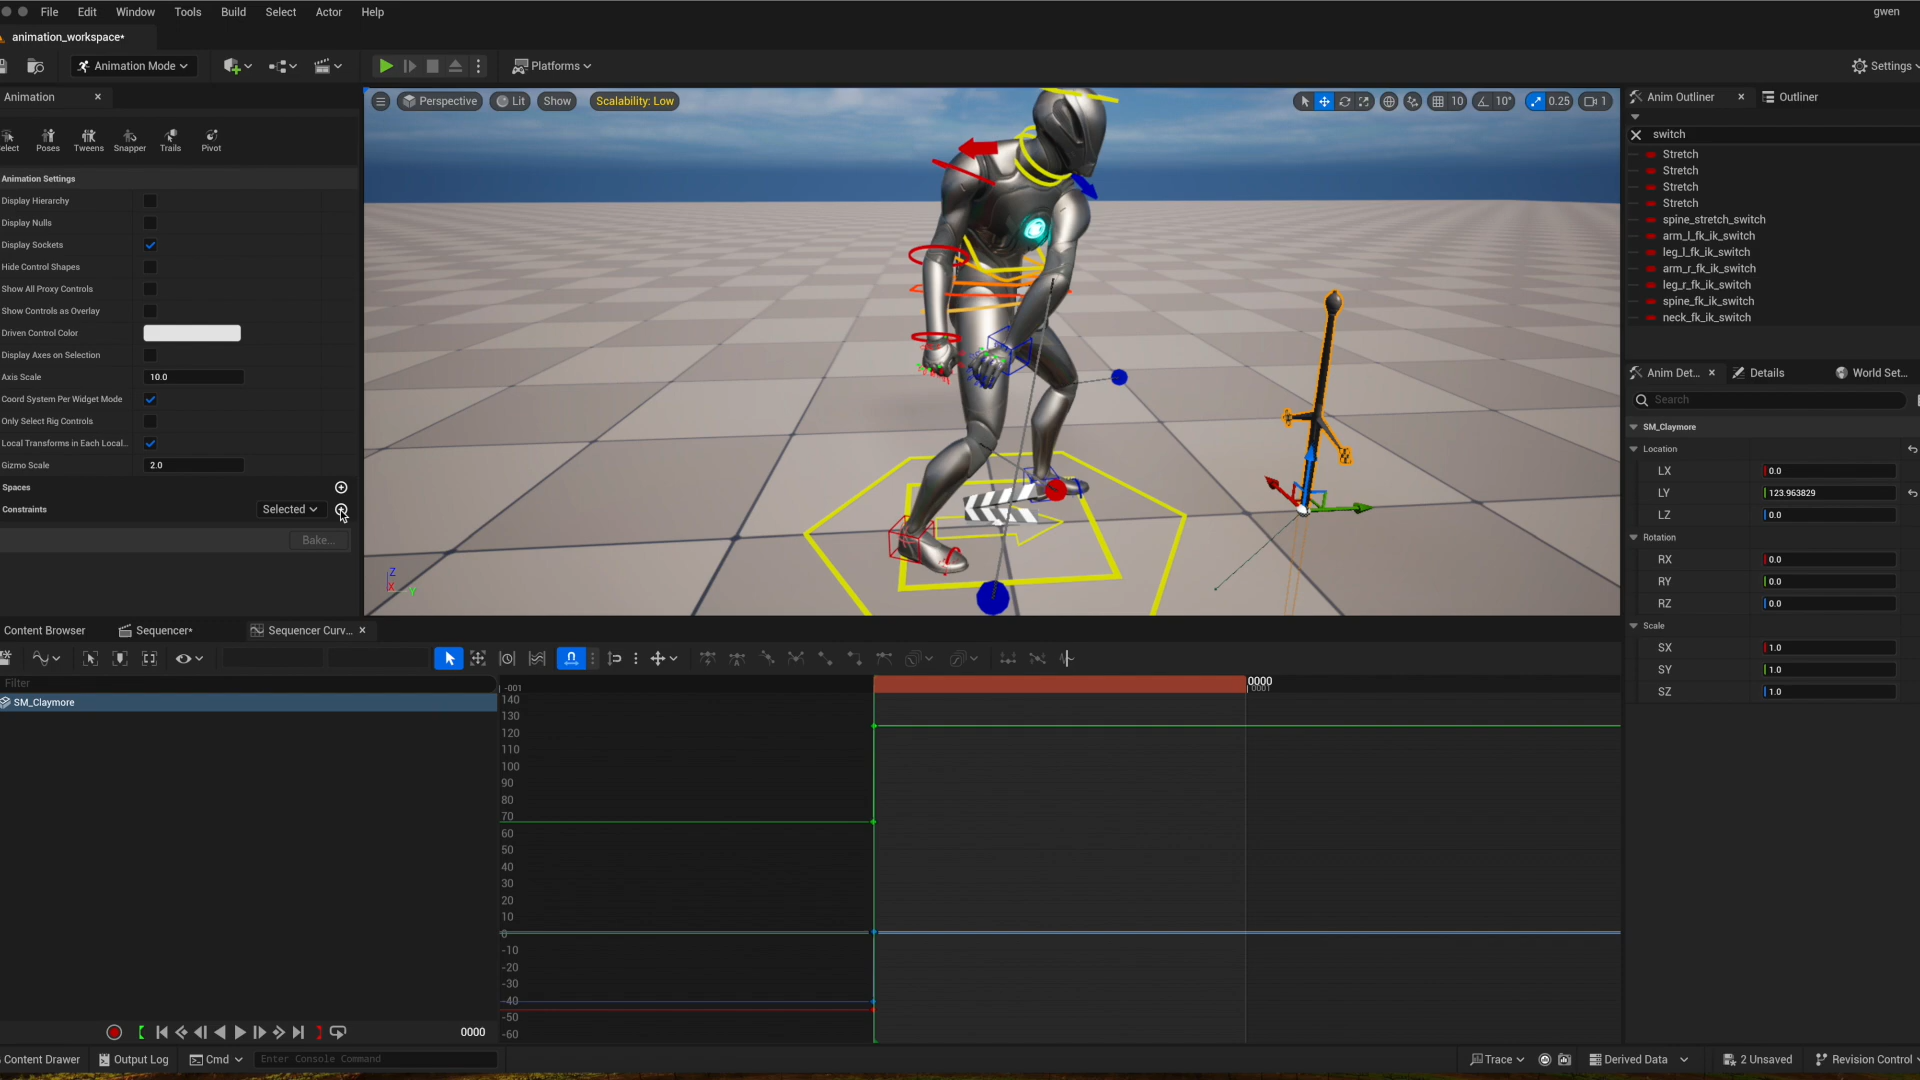 File Edit Window Tools Build Select Actor Help gwen
animation_workspace*
Animation Mode Platforms Settings
Animation
Poses Tweens Snapper Trails Pivot
Animation Settings
Display Hierarchy
Display Nulls
Display Sockets
Hide Control Shapes
Show All Proxy Controls
Show Controls as Overlay
Driven Control Color
Display Axes on Selection
Axis Scale 10.0
Coord System Per Widget Mode
Only Select Rig Controls
Local Transforms in Each Local...
Gizmo Scale 2.0
Spaces
Constraints Selected
Bake...
Perspective Lit Show Scalability: Low 10 10° 0.25 1
Z
X
Y
Anim Outliner Outliner
switch
Stretch
Stretch
Stretch
Stretch
spine_stretch_switch
arm_l_fk_ik_switch
leg_l_fk_ik_switch
arm_r_fk_ik_switch
leg_r_fk_ik_switch
spine_fk_ik_switch
neck_fk_ik_switch
Anim Det... Details World Set...
Search
SM_Claymore
Location
LX 0.0
LY 123.963829
LZ 0.0
Rotation
RX 0.0
RY 0.0
RZ 0.0
Scale
SX 1.0
SY 1.0
SZ 1.0
Content Browser Sequencer* Sequencer Curv...
Filter
SM_Claymore
-001 0000
0001
140
130
120
110
100
90
80
70
60
50
40
30
20
10
0
-10
-20
-30
-40
-50
-60
0000
Content Drawer Output Log Cmd Enter Console Command Trace Derived Data 2 Unsaved Revision Control